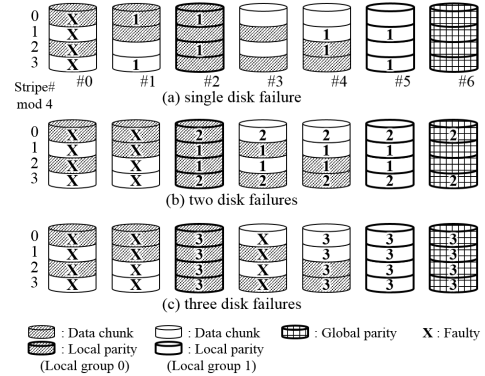 0 X 1 1
1 X 1 1
2 X 1 1
3 X 1 1
Stripe# mod 4
#0 #1 #2 #3 #4 #5 #6
(a) single disk failure
0 X X 2 2 2 2 2
1 X X 1 1 1 1
2 X X 1 1 1 1
3 X X 2 2 2 2 2
(b) two disk failures
0 X X 3 X 3 3 3
1 X X 3 X 3 3 3
2 X X 3 X 3 3 3
3 X X 3 X 3 3 3
(c) three disk failures
: Data chunk : Data chunk : Global parity X : Faulty
: Local parity : Local parity
(Local group 0) (Local group 1)